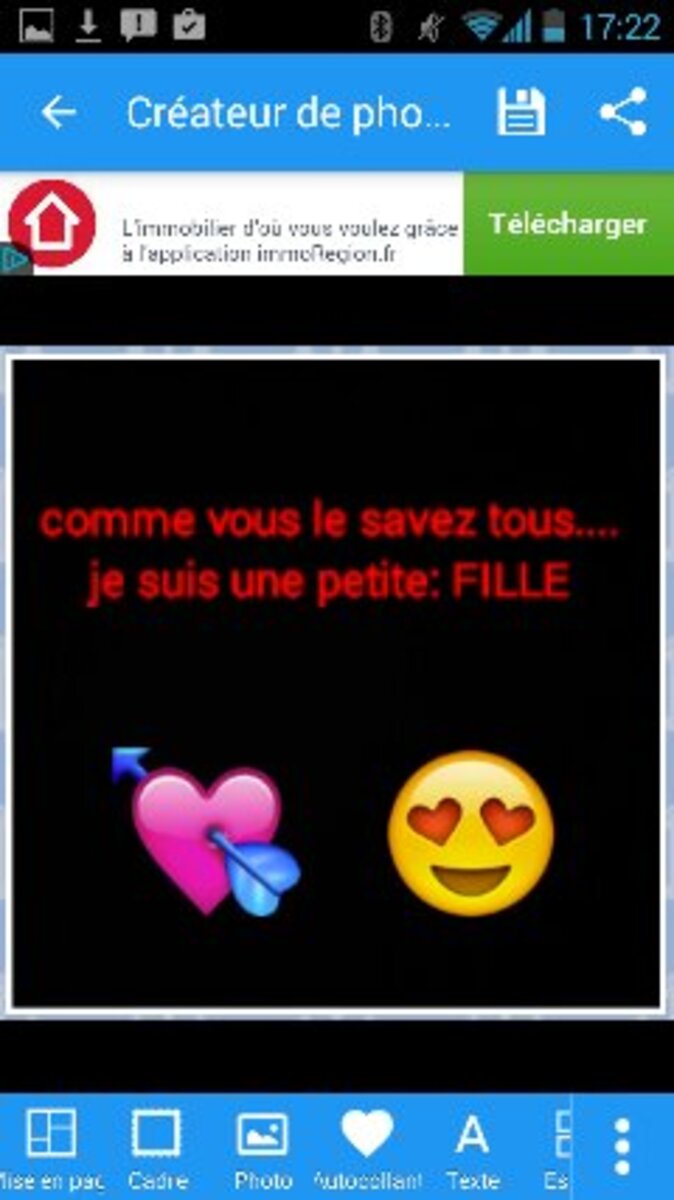 17:22
Créateur de pho...
L'immobilier d'où vous voulez grâce
à l'application immoRegion.fr
Télécharger
comme vous le savez tous....
je suis une petite: FILLE
Mise en pag
Cadre
Photo
Autocollant
Texte
Es